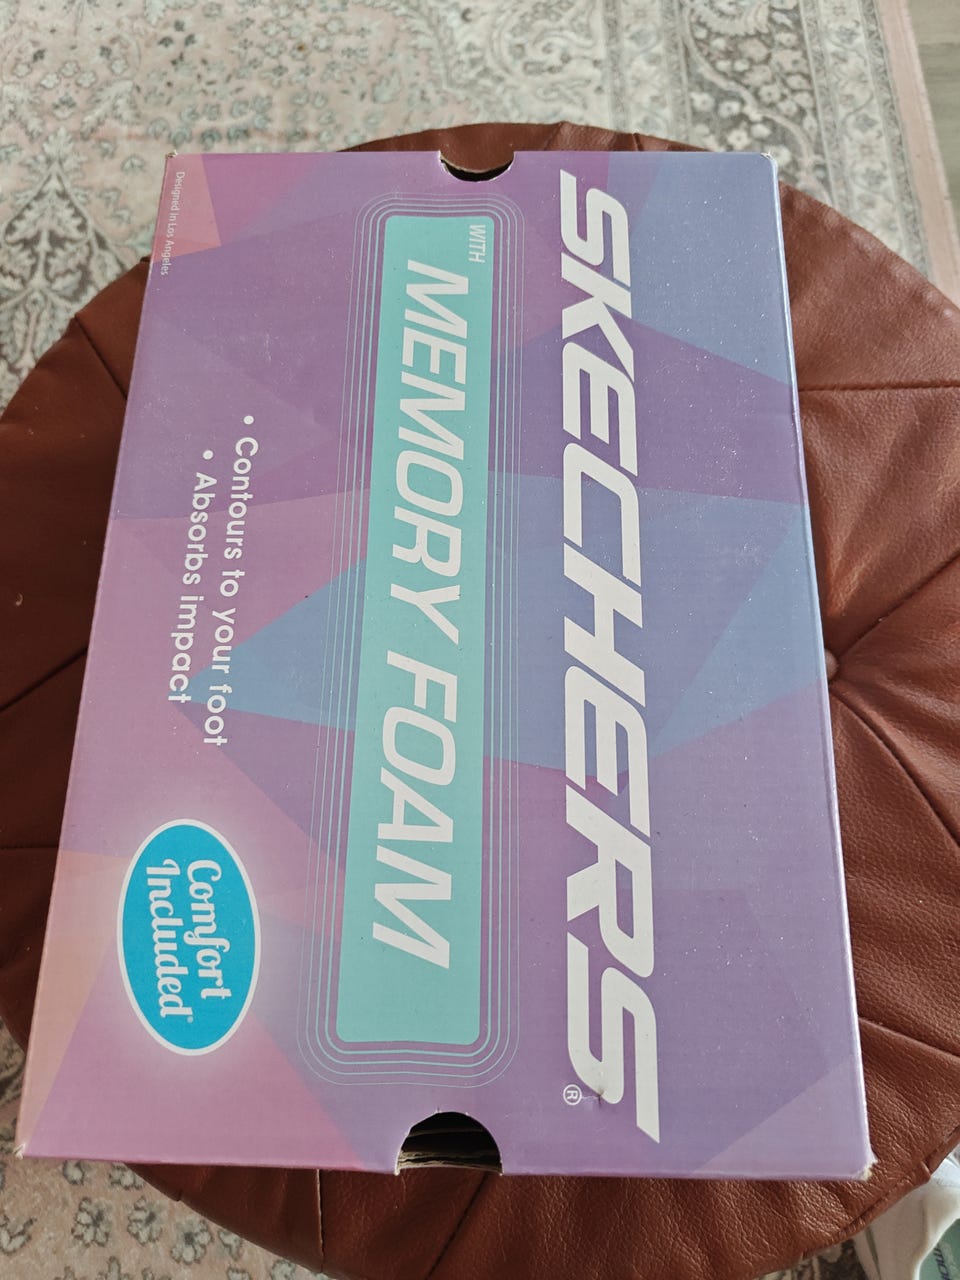 SKECHERS®
WITH
MEMORY FOAM
• Contours to your foot
• Absorbs impact
Comfort
Included®
Designed in Los Angeles